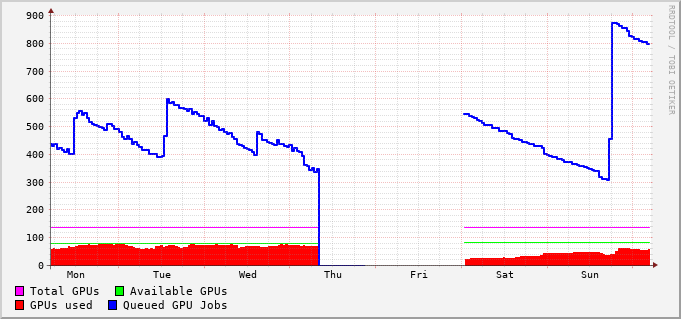 900
800
700
600
500
400
300
200
100
0
Mon Tue Wed Thu Fri Sat Sun
Total GPUs Available GPUs
GPUs used Queued GPU Jobs
RRDTOOL / TOBI OETIKER